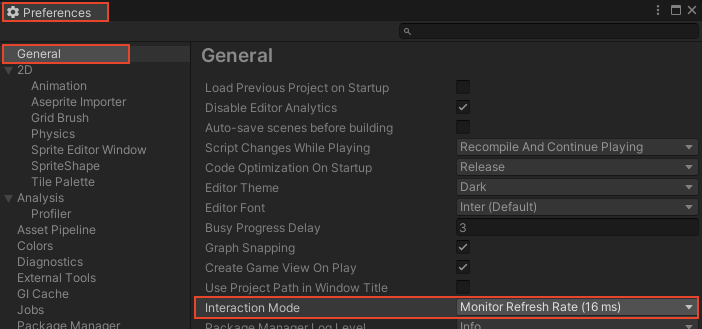 Preferences
General
2D
Animation
Aseprite Importer
Grid Brush
Physics
Sprite Editor Window
SpriteShape
Tile Palette
Analysis
Profiler
Asset Pipeline
Colors
Diagnostics
External Tools
GI Cache
Jobs
Package Manager
General
Load Previous Project on Startup
Disable Editor Analytics
Auto-save scenes before building
Script Changes While Playing Recompile And Continue Playing
Code Optimization On Startup Release
Editor Theme Dark
Editor Font Inter (Default)
Busy Progress Delay 3
Graph Snapping
Create Game View On Play
Use Project Path in Window Title
Interaction Mode Monitor Refresh Rate (16 ms)
Package Manager Log Level Info